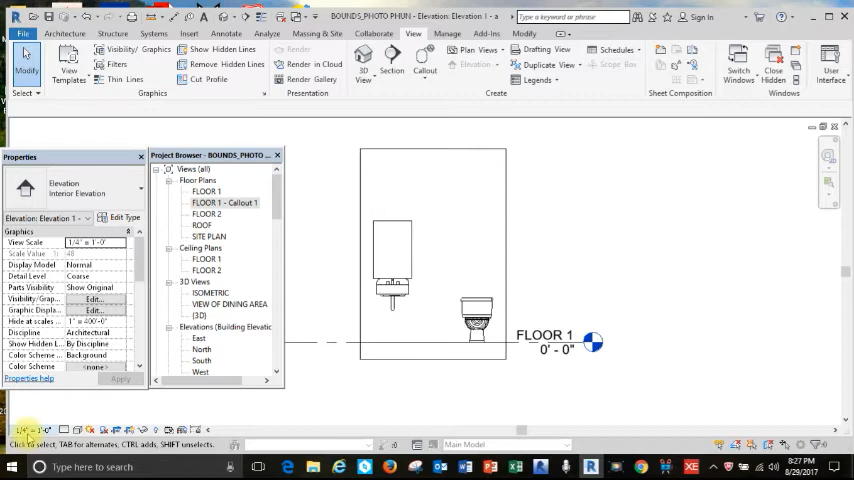 BOUNDS_PHOTO PHUN - Elevation: Elevation 1 - a
Type a keyword or phrase
Sign In
File Architecture Structure Systems Insert Annotate Analyze Massing & Site Collaborate View Manage Add-Ins Modify
Modify
Select
View Templates
Visibility/ Graphics
Filters
Thin Lines
Show Hidden Lines
Remove Hidden Lines
Cut Profile
Graphics
Render
Render in Cloud
Render Gallery
Presentation
3D View
Section
Callout
Plan Views
Elevation
Drafting View
Duplicate View
Legends
Schedules
Scope Box
Create
Sheet Composition
Switch Windows
Close Hidden
User Interface
Windows
Properties
Elevation
Interior Elevation
Elevation: Elevation 1 -
Edit Type
Graphics
View Scale 1/4" = 1'-0"
Scale Value 1: 48
Display Model Normal
Detail Level Coarse
Parts Visibility Show Original
Visibility/Grap... Edit...
Graphic Displa... Edit...
Hide at scales ... 1" = 400'-0"
Discipline Architectural
Show Hidden L... By Discipline
Color Scheme ... Background
Color Scheme <none>
Properties help
Apply
Project Browser - BOUNDS_PHOTO ...
Views (all)
Floor Plans
FLOOR 1
FLOOR 1 - Callout 1
FLOOR 2
ROOF
SITE PLAN
Ceiling Plans
FLOOR 1
FLOOR 2
3D Views
ISOMETRIC
VIEW OF DINING AREA
{3D}
Elevations (Building Elevatic
East
North
South
West
FLOOR 1
0' - 0"
1/4" = 1'-0"
Click to select, TAB for alternates, CTRL adds, SHIFT unselects.
:0
Main Model
:0
Type here to search
8:27 PM
8/29/2017